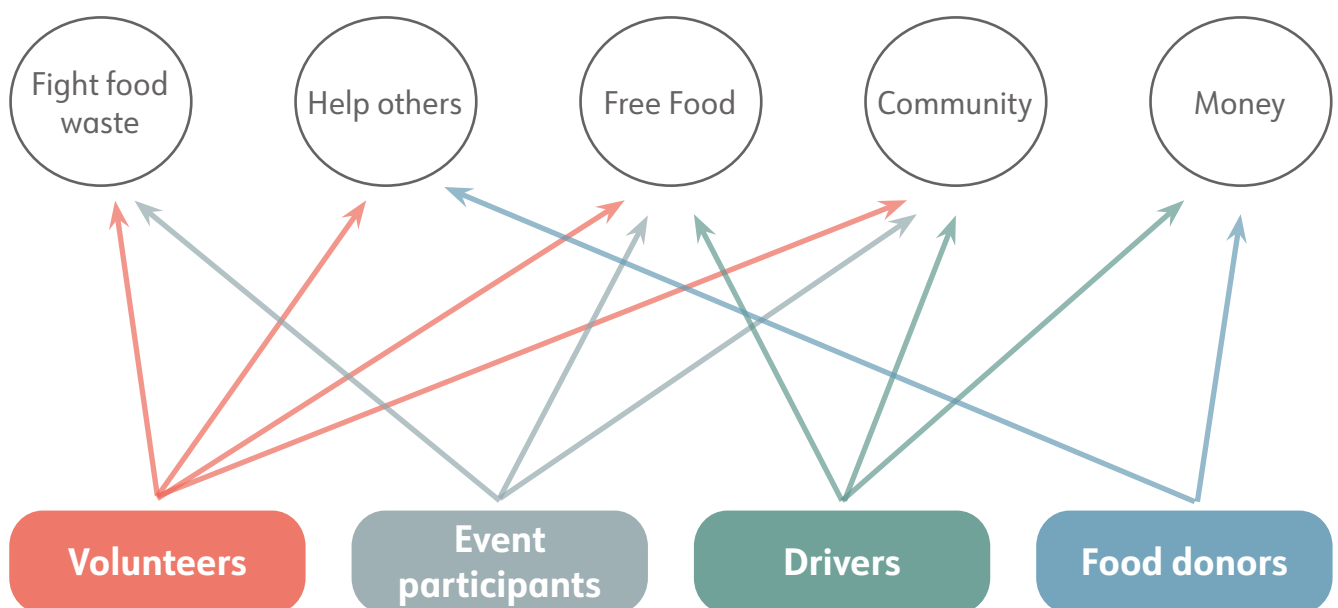 Fight food
waste
Help others
Free Food
Community
Money
Volunteers
Event
participants
Drivers
Food donors